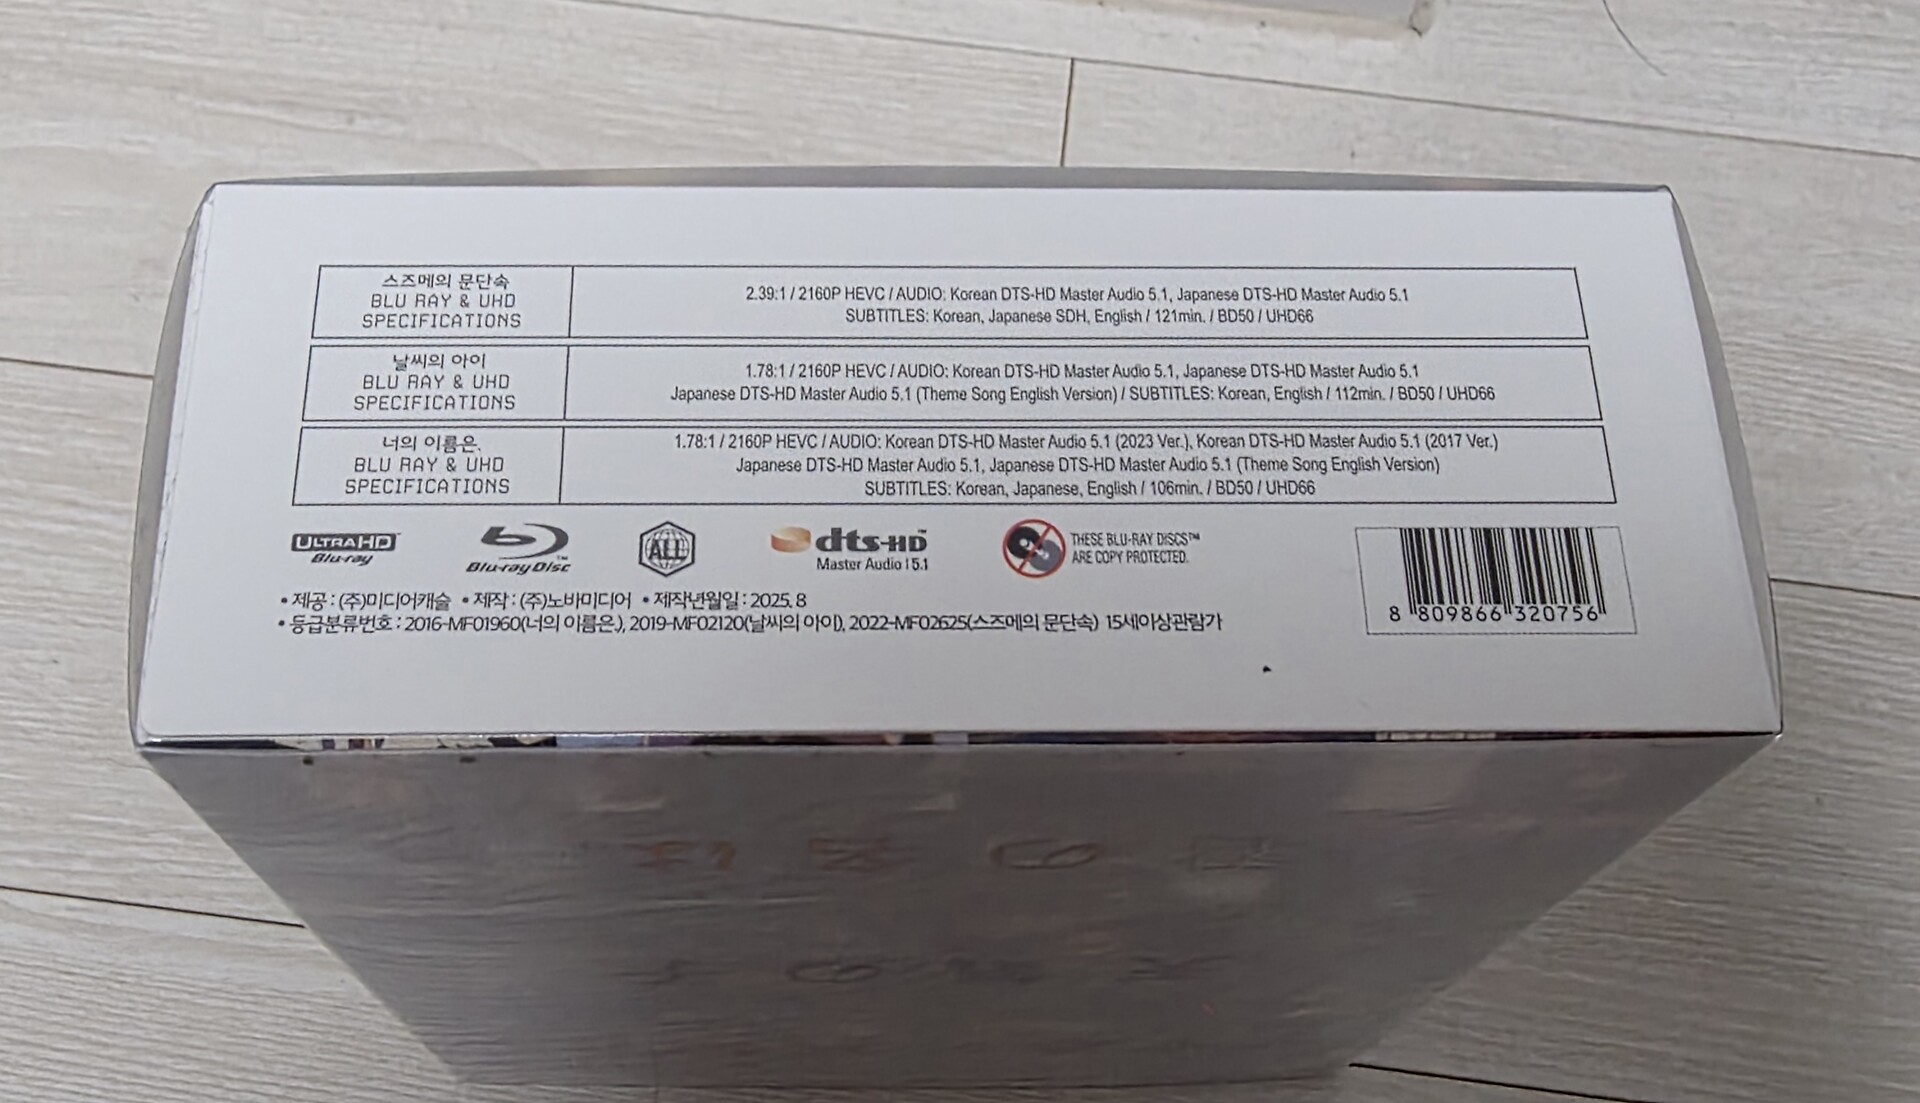 스즈메의 문단속
BLU RAY & UHD
SPECIFICATIONS
2.39:1 / 2160P HEVC / AUDIO: Korean DTS-HD Master Audio 5.1, Japanese DTS-HD Master Audio 5.1
SUBTITLES: Korean, Japanese SDH, English / 121min. / BD50 / UHD66
날씨의 아이
BLU RAY & UHD
SPECIFICATIONS
1.78:1 / 2160P HEVC / AUDIO: Korean DTS-HD Master Audio 5.1, Japanese DTS-HD Master Audio 5.1
Japanese DTS-HD Master Audio 5.1 (Theme Song English Version) / SUBTITLES: Korean, English / 112min. / BD50 / UHD66
너의 이름은.
BLU RAY & UHD
SPECIFICATIONS
1.78:1 / 2160P HEVC / AUDIO: Korean DTS-HD Master Audio 5.1 (2023 Ver.), Korean DTS-HD Master Audio 5.1 (2017 Ver.)
Japanese DTS-HD Master Audio 5.1, Japanese DTS-HD Master Audio 5.1 (Theme Song English Version)
SUBTITLES: Korean, Japanese, English / 106min. / BD50 / UHD66
ULTRA HD
Blu-ray
Blu-ray Disc™
ALL
dts-HD™
Master Audio | 5.1
THESE BLU-RAY DISCS™
ARE COPY PROTECTED.
• 제공 : (주)미디어캐슬 • 제작 : (주)노바미디어 • 제작년월일 : 2025. 8
• 등급분류번호 : 2016-MF01960(너의 이름은.), 2019-MF02120(날씨의 아이), 2022-MF02625(스즈메의 문단속) 15세이상관람가
8 809866 320756